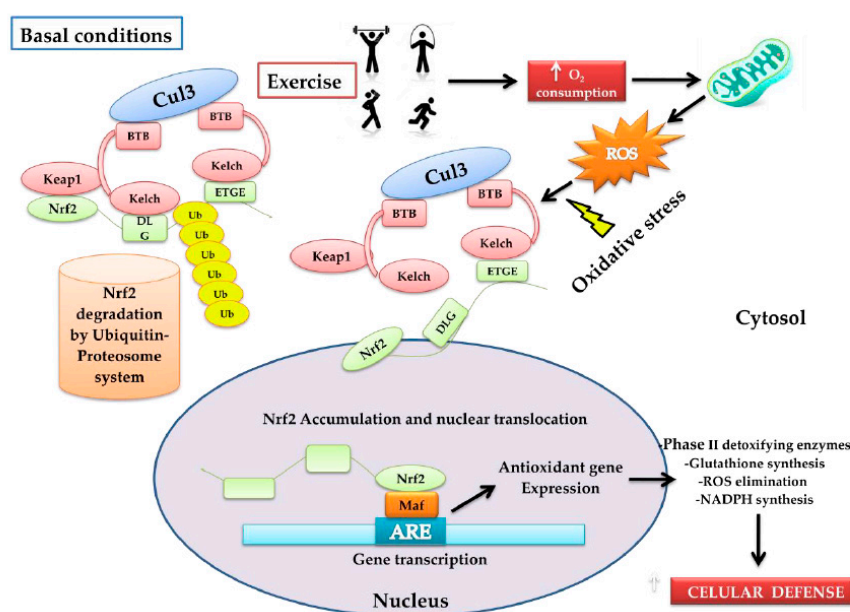 Basal conditions
Cul3
BTB
BTB
Keap1
Kelch
Kelch
Nrf2
DL
G
ETGE
Ub
Ub
Ub
Ub
Ub
Ub
Nrf2
degradation
by Ubiquitin-
Proteosome
system
Exercise
O₂
consumption
ROS
Oxidative stress
Cul3
BTB
BTB
Keap1
Kelch
Kelch
ETGE
DLG
Nrf2
Cytosol
Nrf2 Accumulation and nuclear translocation
Nrf2
Maf
ARE
Gene transcription
Antioxidant gene
Expression
Nucleus
-Phase II detoxifying enzymes
-Glutathione synthesis
-ROS elimination
-NADPH synthesis
CELLULAR DEFENSE